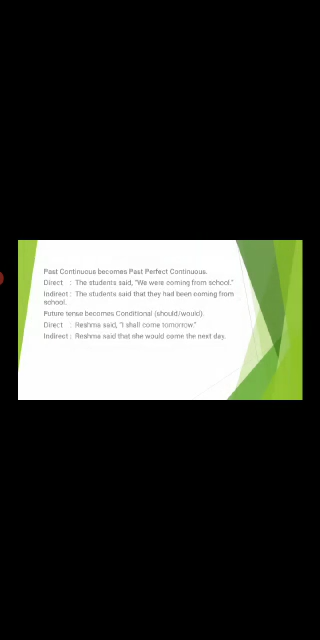 Past Continuous becomes Past Perfect Continuous.
Direct : The students said, "We were coming from school."
Indirect : The students said that they had been coming from
school.
Future tense becomes Conditional (should/would).
Direct : Reshma said, "I shall come tomorrow."
Indirect : Reshma said that she would come the next day.